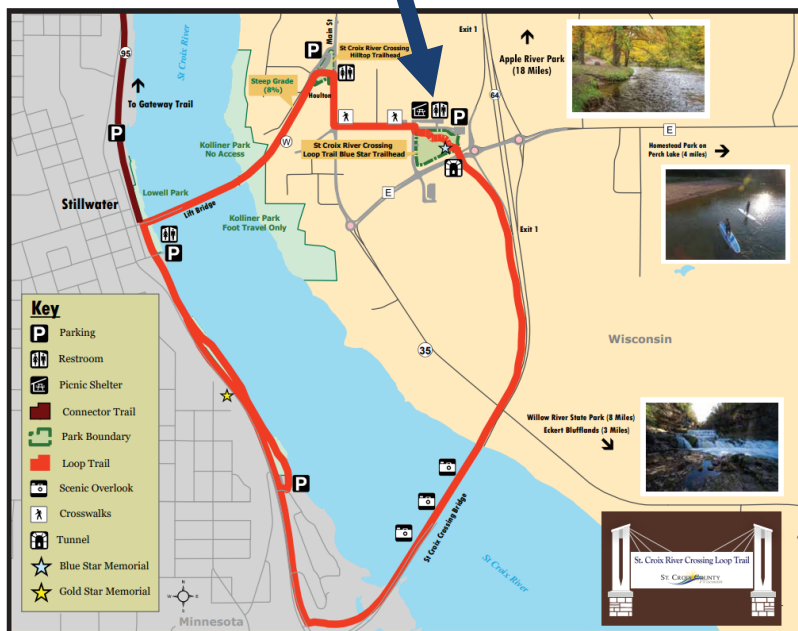 95
St Croix River
To Gateway Trail
P
Stillwater
Lowell Park
Lift Bridge
Kolliner Park
No Access
Kolliner Park
Foot Travel Only
W
Steep Grade
(8%)
Houlton
Main St
P
St Croix River Crossing
Hilltop Trailhead
St Croix River Crossing
Loop Trail Blue Star Trailhead
P
Exit 1
64
Apple River Park
(18 Miles)
E
E
Homestead Park on
Perch Lake (4 miles)
Exit 1
35
Wisconsin
Willow River State Park (8 Miles)
Eckert Blufflands (3 Miles)
P
P
St Croix Crossing Bridge
St Croix River
Minnesota
N
E
S
W
Key
P Parking
Restroom
Picnic Shelter
Connector Trail
Park Boundary
Loop Trail
Scenic Overlook
Crosswalks
Tunnel
Blue Star Memorial
Gold Star Memorial
St. Croix River Crossing Loop Trail
ST. CROIX COUNTY